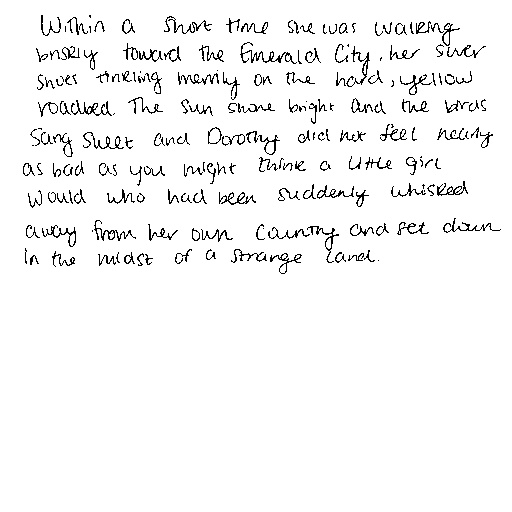 Within a short time she was walking
briskly toward the Emerald City, her silver
shoes tinkling merrily on the hard, yellow
roadbed. The sun shone bright and the birds
sang sweet and Dorothy did not feel nearly
as bad as you might think a little girl
would who had been suddenly whisked
away from her own country and set down
in the midst of a strange land.